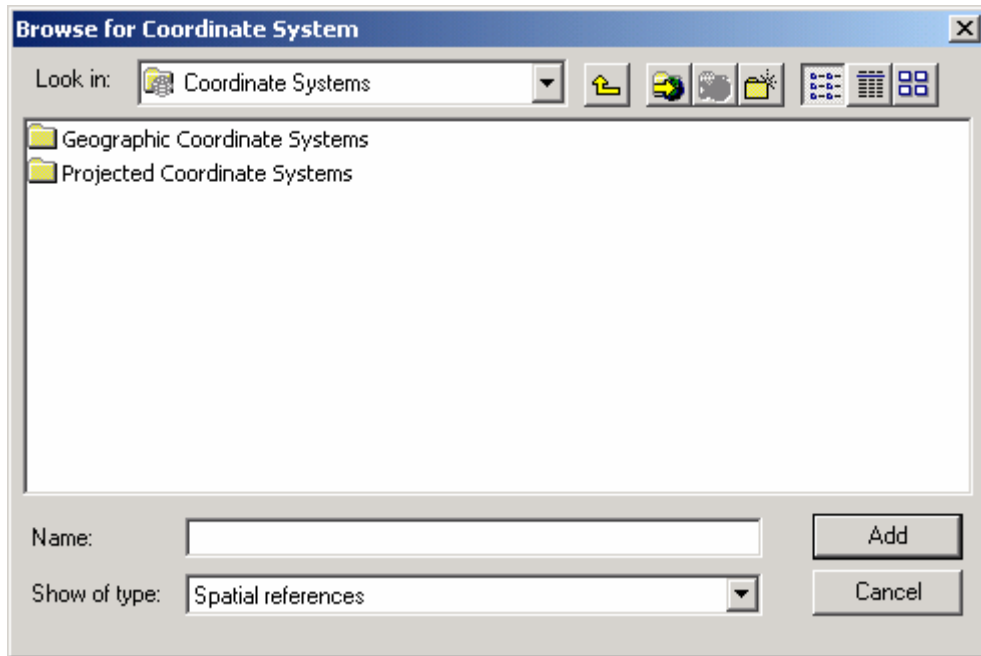 Browse for Coordinate System
Look in: Coordinate Systems
Geographic Coordinate Systems
Projected Coordinate Systems
Name: Add
Show of type: Spatial references Cancel